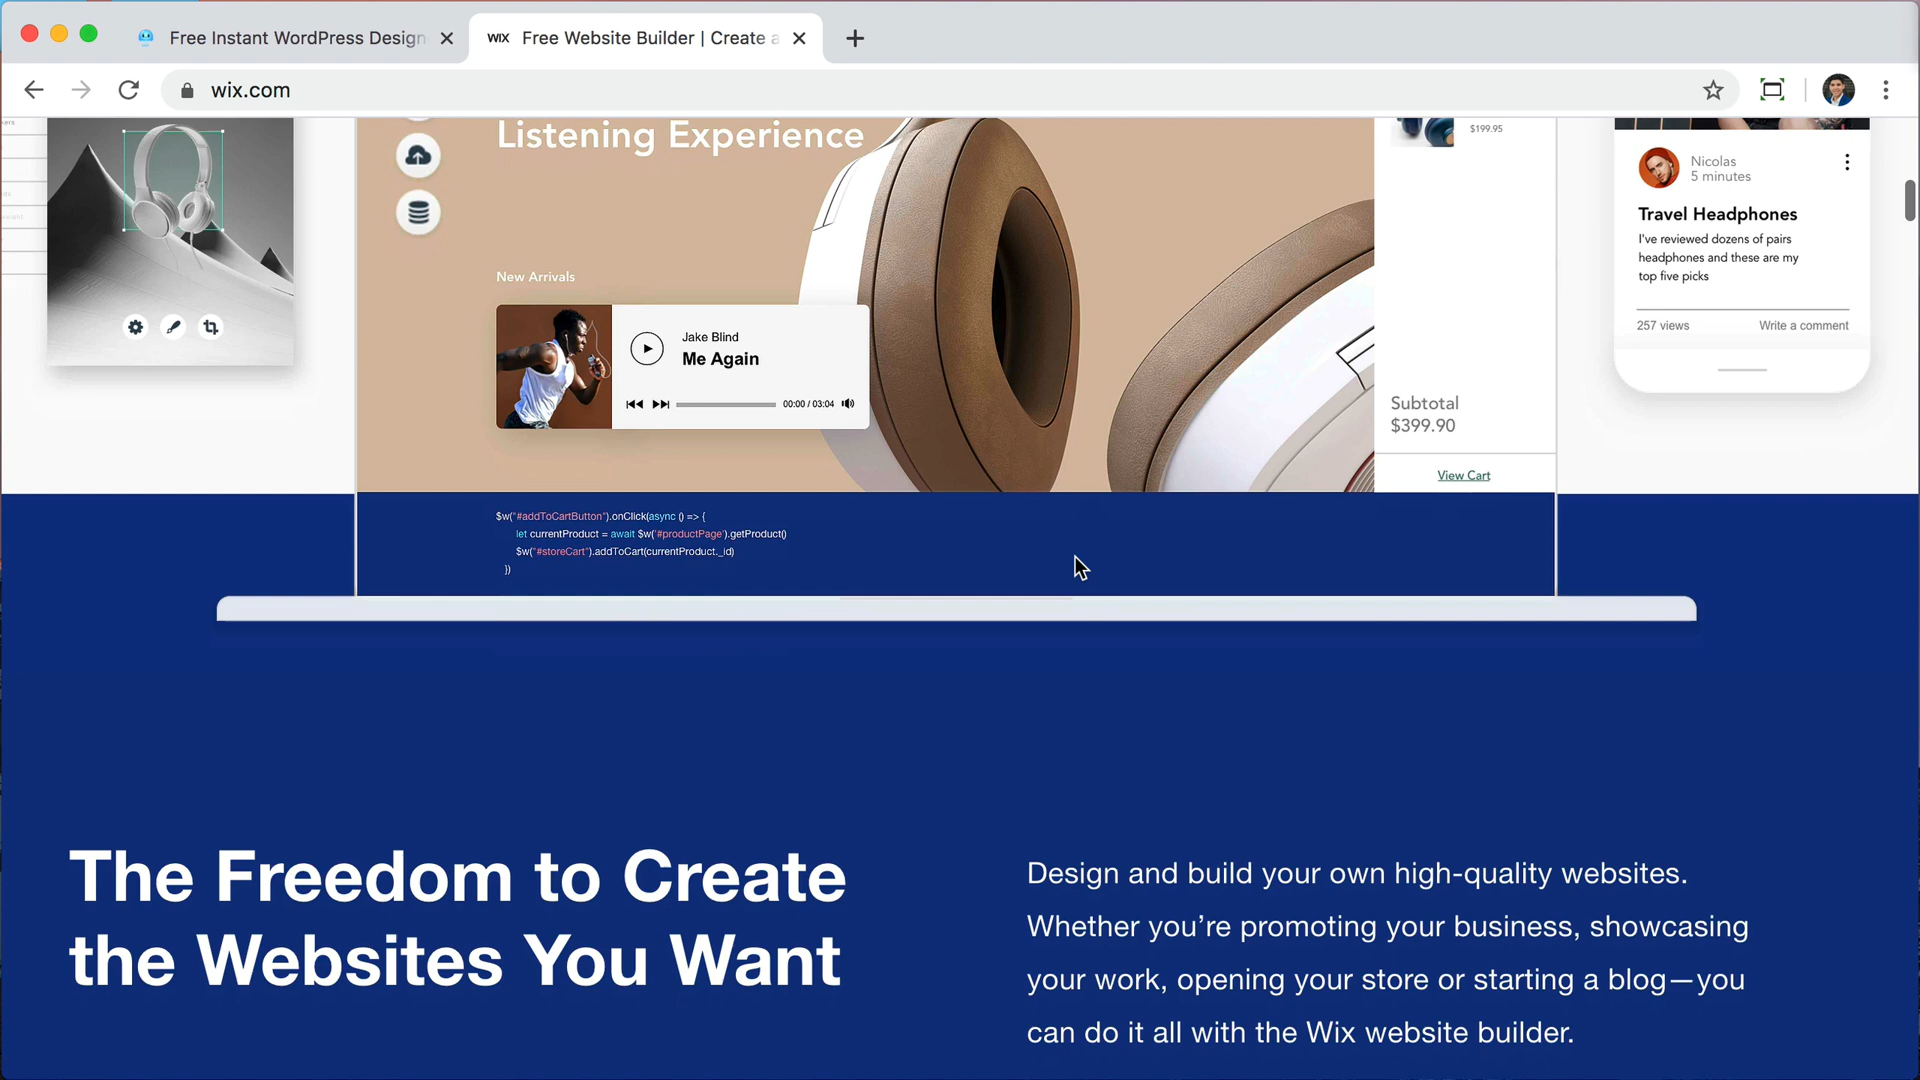 Free Instant WordPress Design
WIX Free Website Builder | Create a
wix.com
Listening Experience
$199.95
Nicolas
5 minutes
Travel Headphones
I've reviewed dozens of pairs
headphones and these are my
top five picks
257 views Write a comment
New Arrivals
Jake Blind
Me Again
00:00 / 03:04
Subtotal
$399.90
View Cart
$w("#addToCartButton").onClick(async () => {
let currentProduct = await $w('#productPage').getProduct()
$w("#storeCart").addToCart(currentProduct._id)
})
The Freedom to Create
the Websites You Want
Design and build your own high-quality websites.
Whether you’re promoting your business, showcasing
your work, opening your store or starting a blog—you
can do it all with the Wix website builder.